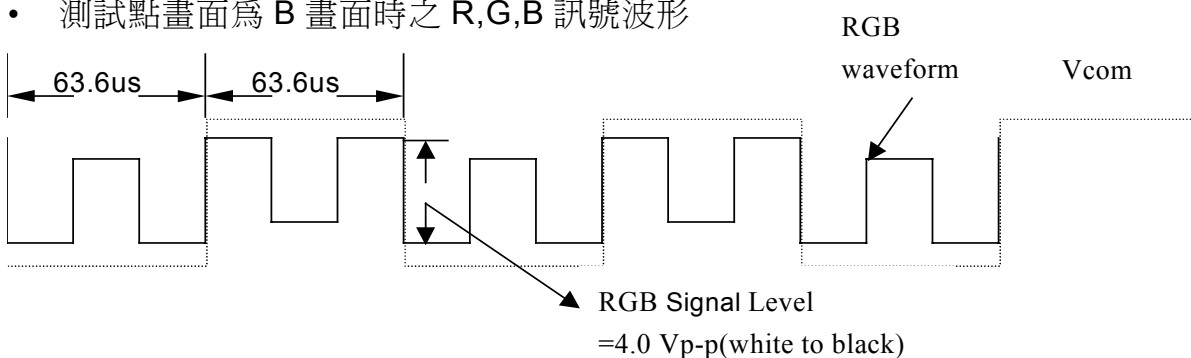 • 測試點畫面為 B 畫面時之 R,G,B 訊號波形
RGB
waveform
Vcom
63.6us
63.6us
RGB Signal Level
=4.0 Vp-p(white to black)